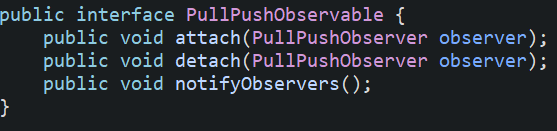 public interface PullPushObservable {
    public void attach(PullPushObserver observer);
    public void detach(PullPushObserver observer);
    public void notifyObservers();
}